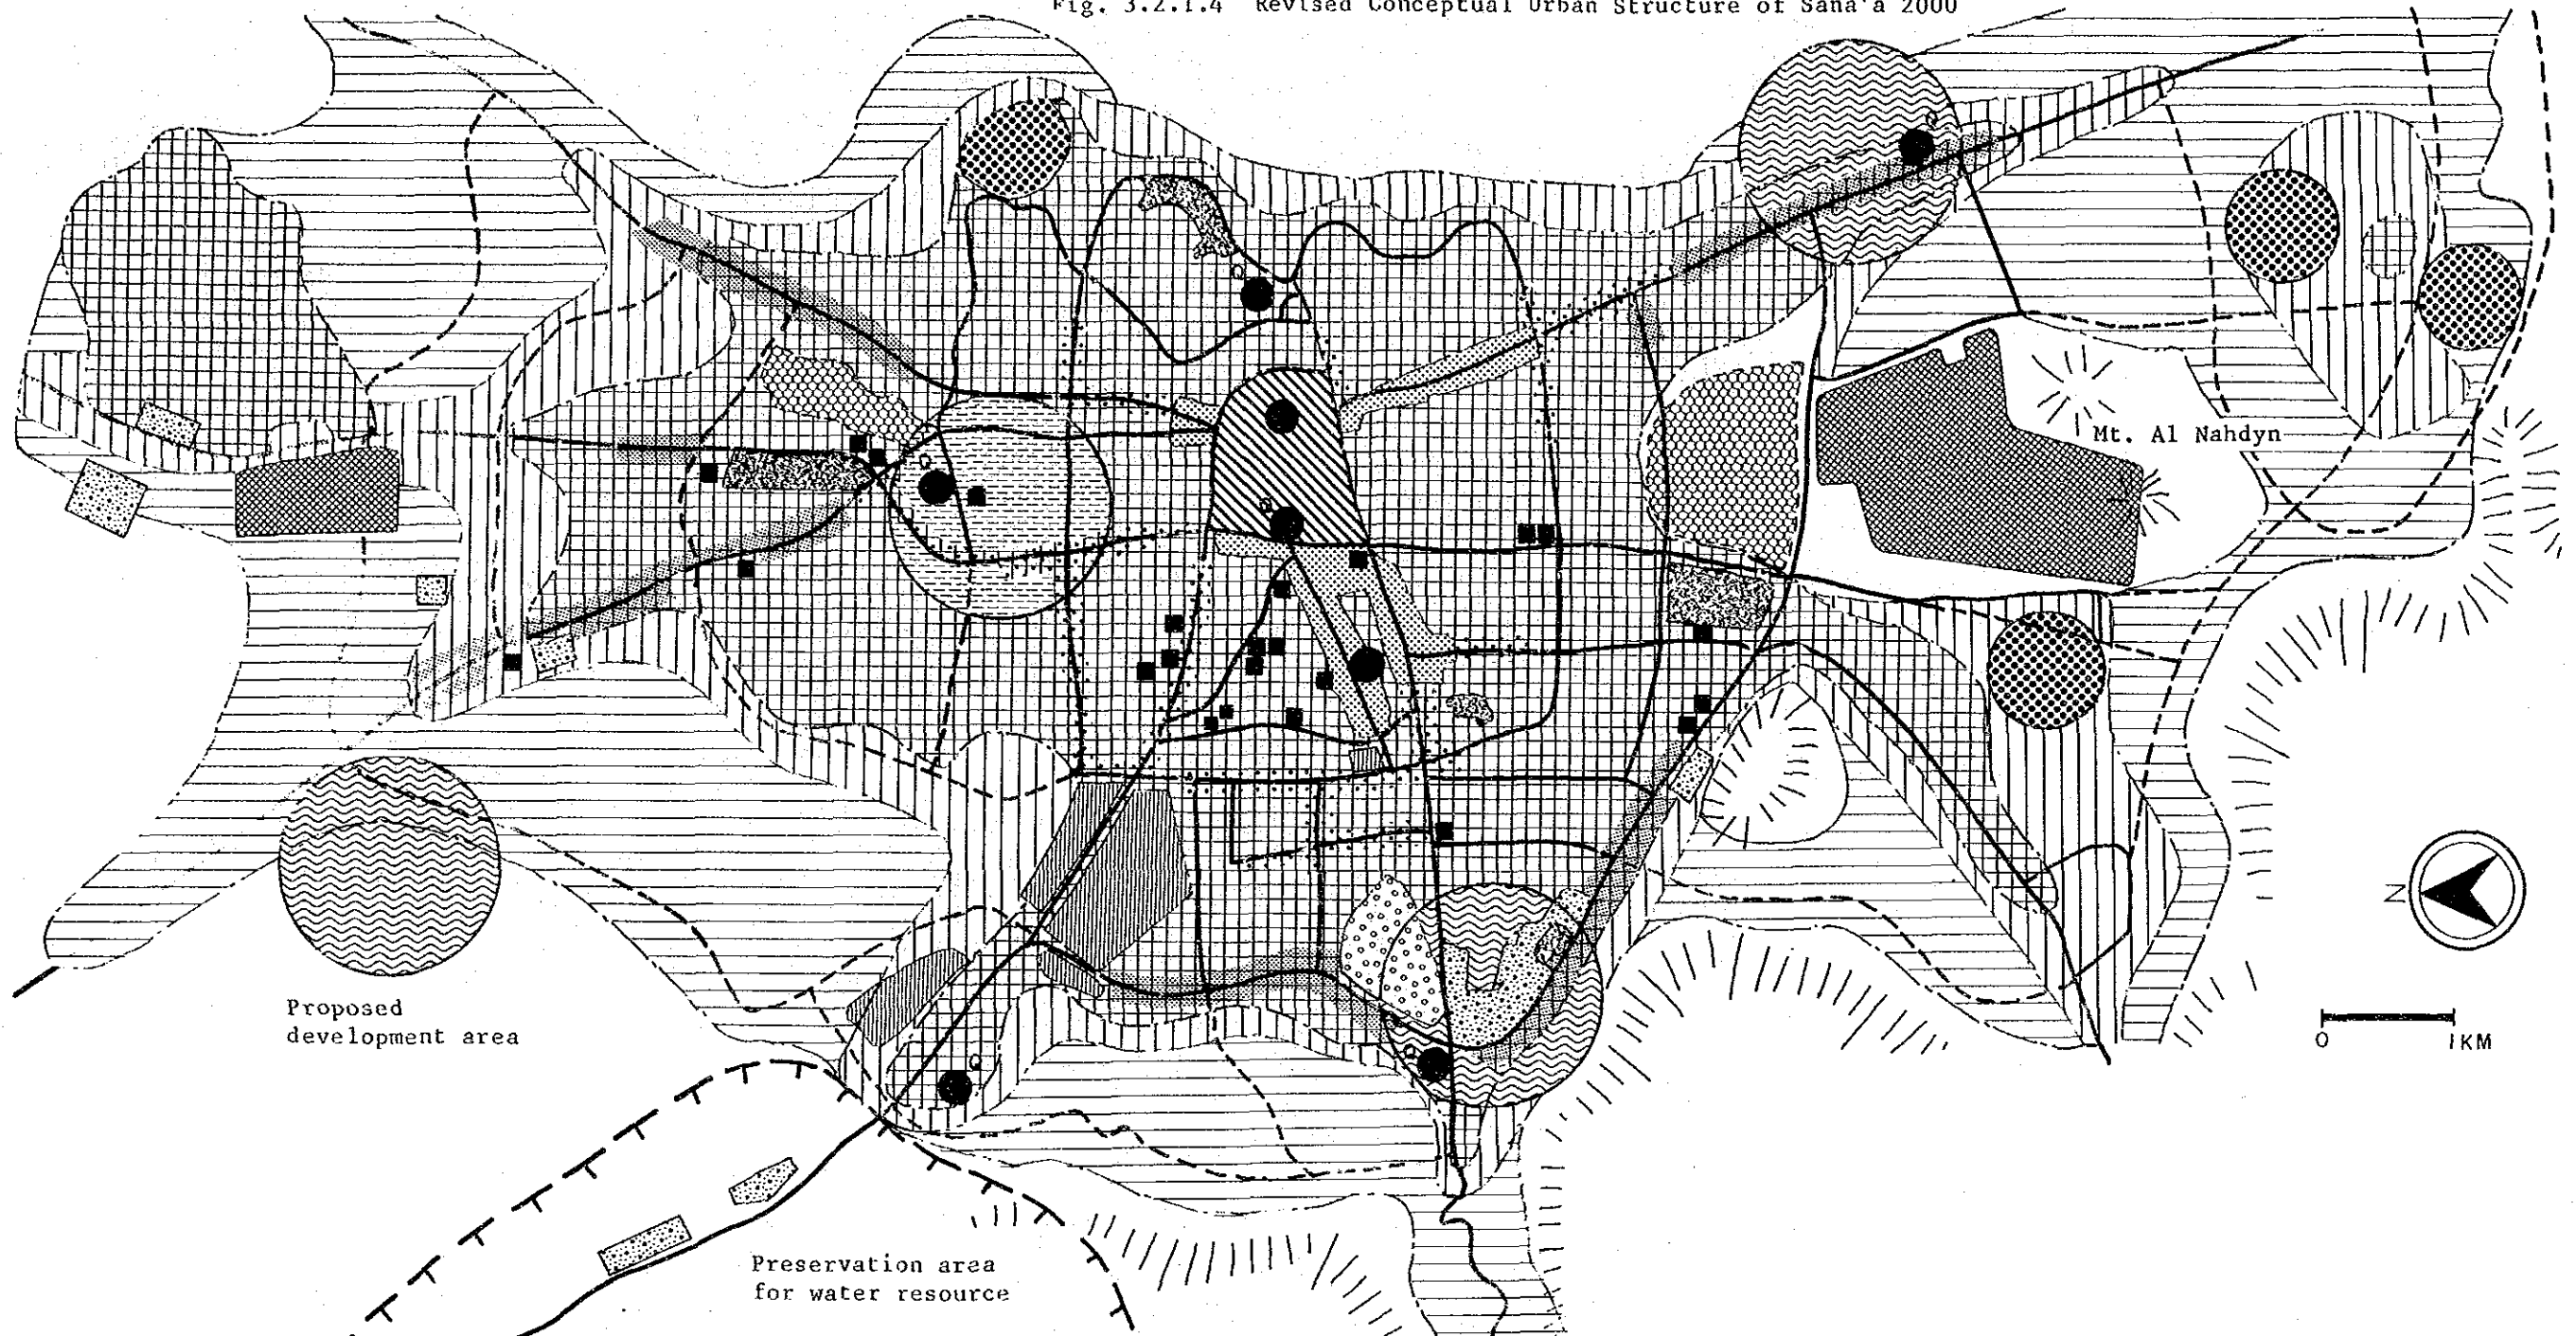 Fig. 3.2.1.4 Revised Conceptual Urban Structure of Sana'a 2000
Q
Q
Mt. Al Nahdyn
Q
Q
N
Proposed
development area
0 1KM
Q
Q
Preservation area
for water resource